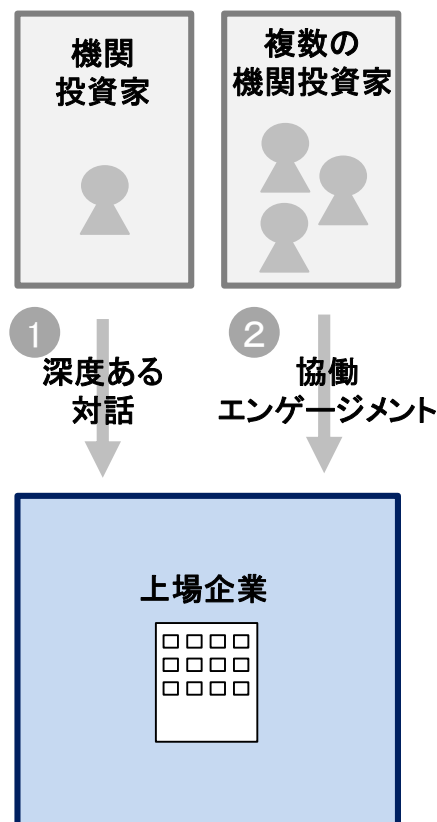 機関
投資家
複数の
機関投資家
1
深度ある
対話
2
協働
エンゲージメント
上場企業